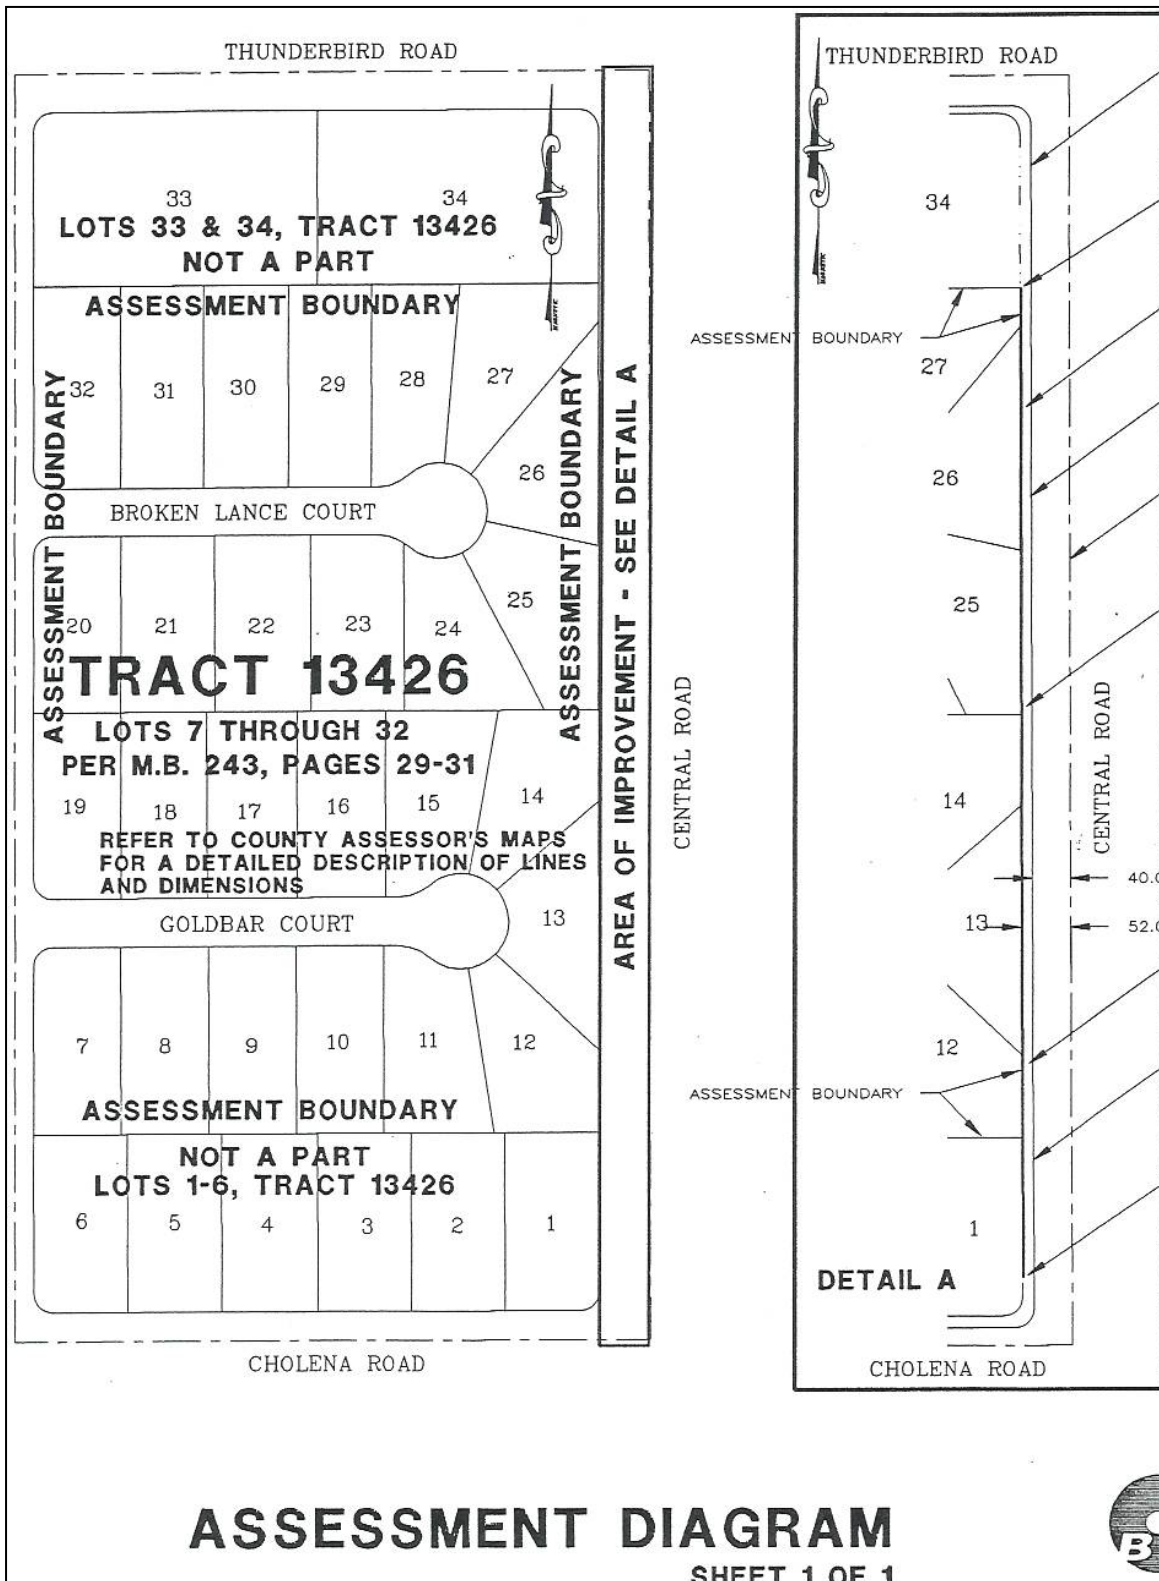 THUNDERBIRD ROAD
33
34
LOTS 33 & 34, TRACT 13426
NOT A PART
ASSESSMENT BOUNDARY
32
31
30
29
28
27
26
ASSESSMENT BOUNDARY
ASSESSMENT BOUNDARY
AREA OF IMPROVEMENT - SEE DETAIL A
BROKEN LANCE COURT
20
21
22
23
24
25
TRACT 13426
LOTS 7 THROUGH 32
PER M.B. 243, PAGES 29-31
19
18
17
16
15
14
REFER TO COUNTY ASSESSOR'S MAPS
FOR A DETAILED DESCRIPTION OF LINES
AND DIMENSIONS
GOLDBAR COURT
13
7
8
9
10
11
12
ASSESSMENT BOUNDARY
NOT A PART
LOTS 1-6, TRACT 13426
6
5
4
3
2
1
CHOLENA ROAD
CENTRAL ROAD
THUNDERBIRD ROAD
34
ASSESSMENT BOUNDARY
27
26
25
14
CENTRAL ROAD
40.0
13
52.0
12
ASSESSMENT BOUNDARY
1
DETAIL A
CHOLENA ROAD
ASSESSMENT DIAGRAM
SHEET 1 OF 1
B